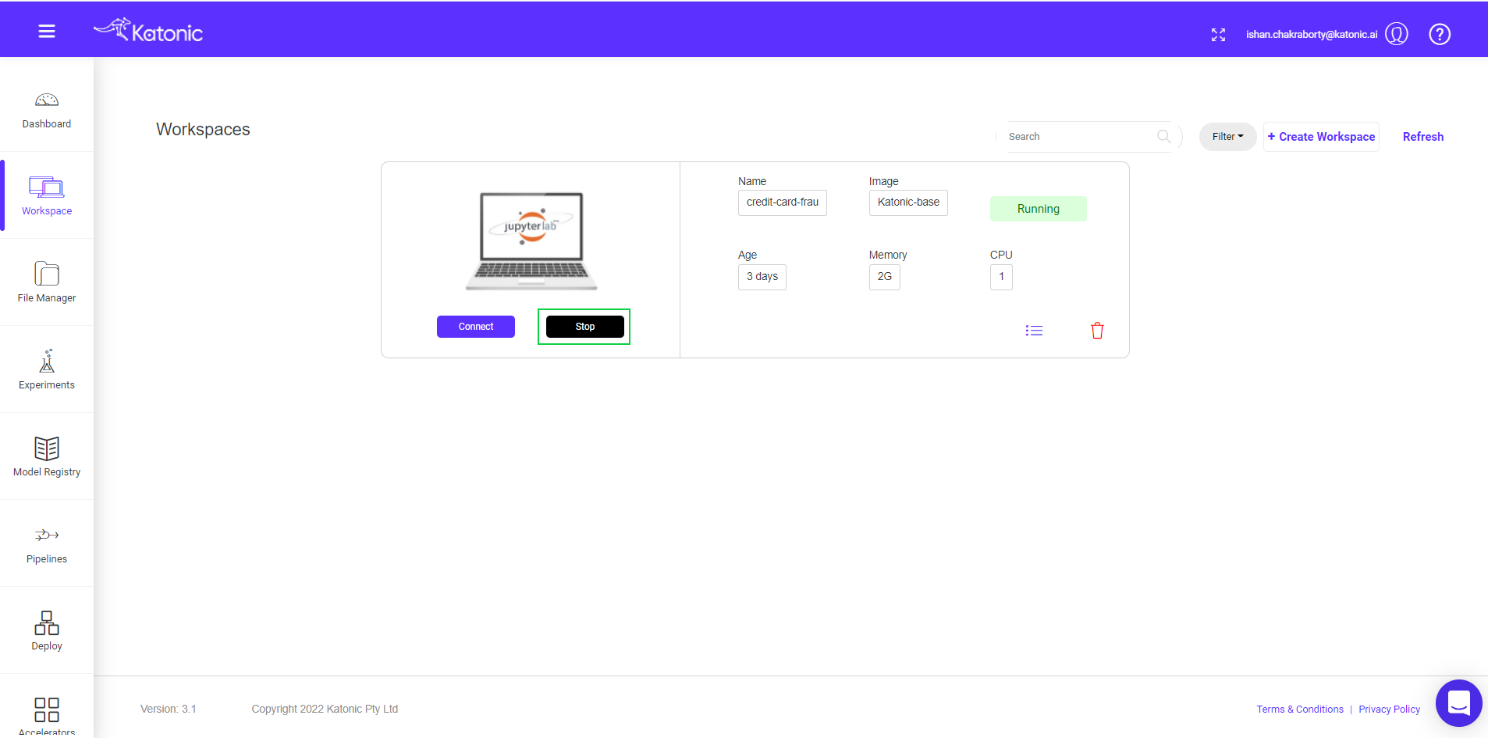 Katonic
ishan.chakraborty@katonic.ai
?
Dashboard
Workspace
File Manager
Experiments
Model Registry
Pipelines
Deploy
Accelerators
Workspaces
Search
Filter
+ Create Workspace
Refresh
jupyterlab
Connect
Stop
Name
credit-card-frau
Image
Katonic-base
Running
Age
3 days
Memory
2G
CPU
1
Version: 3.1
Copyright 2022 Katonic Pty Ltd
Terms & Conditions | Privacy Policy